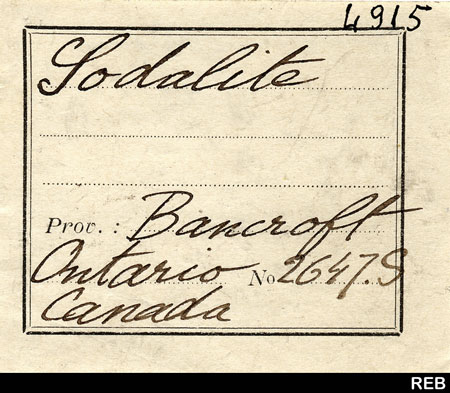 4915
Sodalite
Prov. : Bancroft
Ontario No 2647.S
Canada
REB